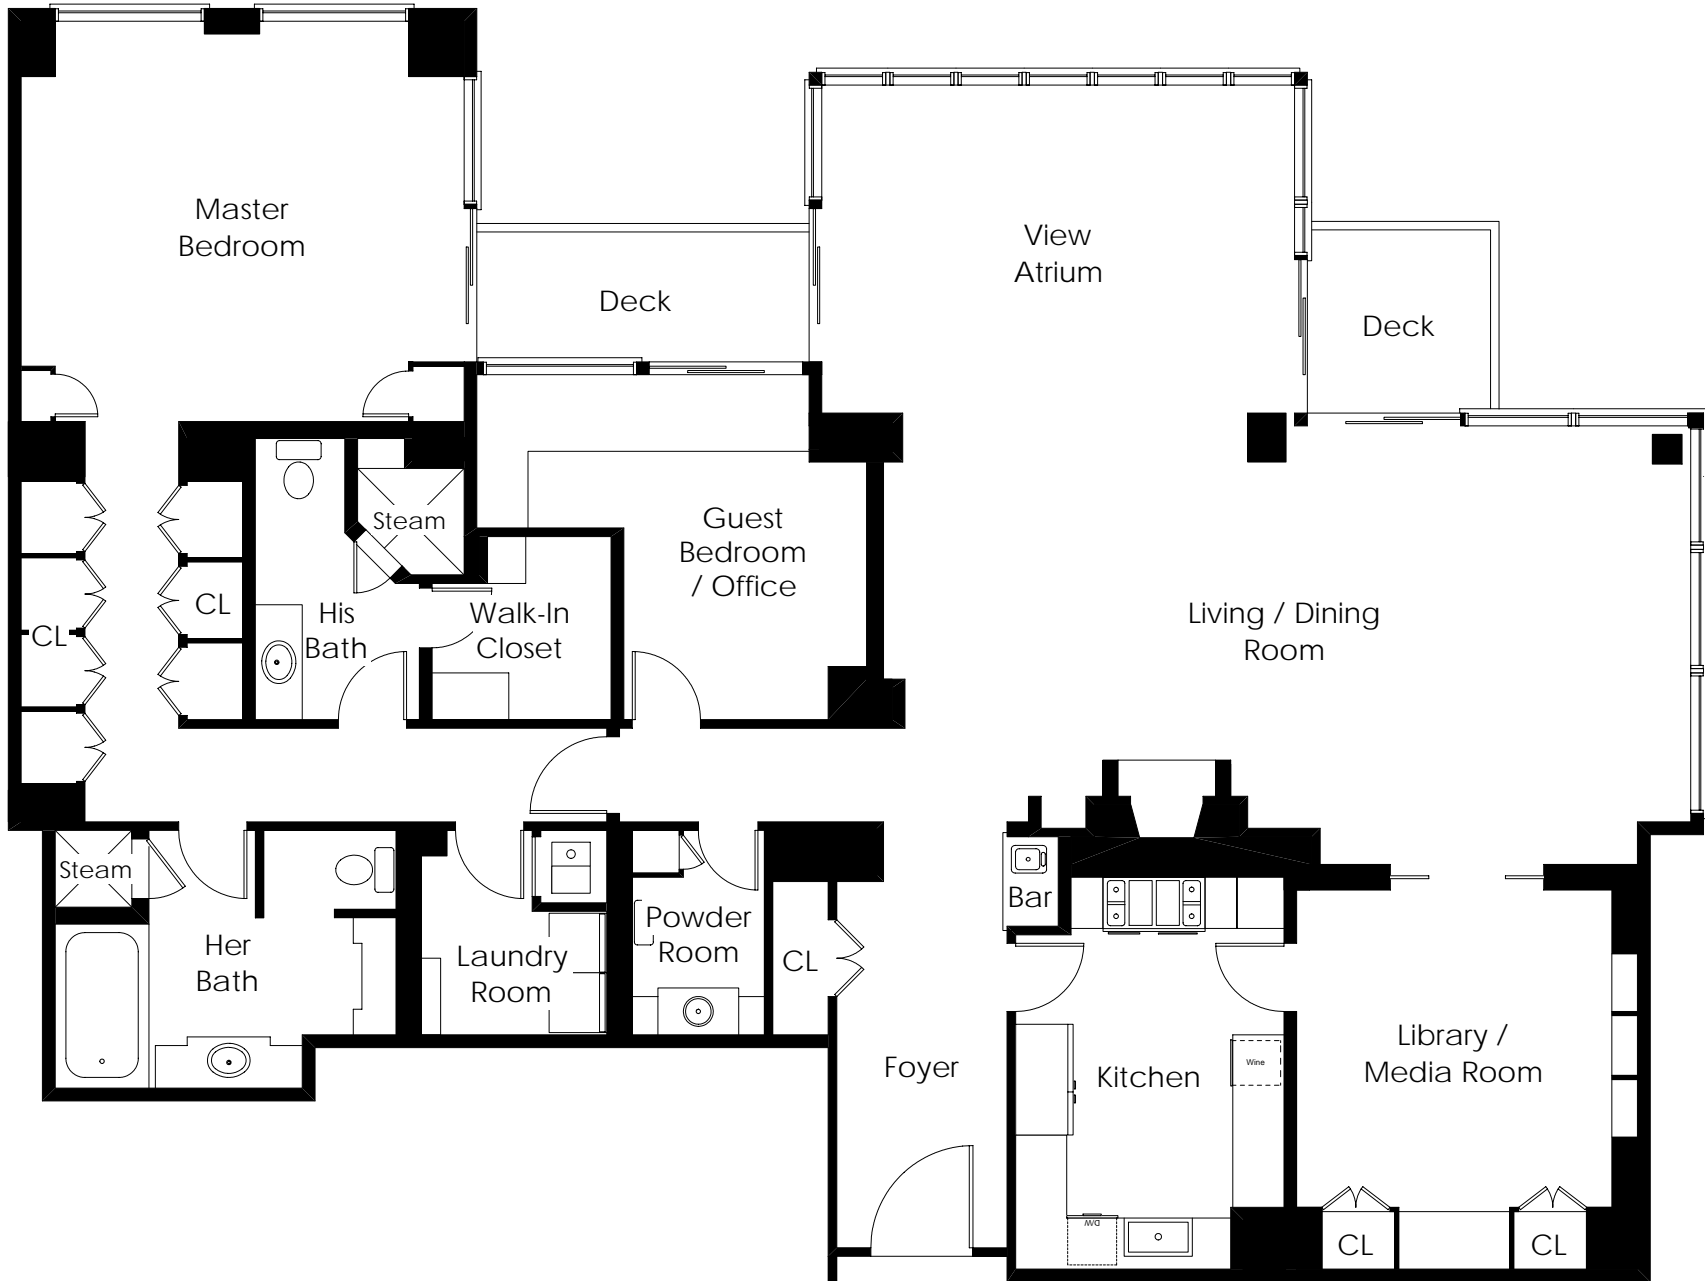 Master
Bedroom
View
Atrium
Deck
Deck
Steam
Guest
Bedroom
/ Office
CL
His
Bath
Walk-In
Closet
CL
Living / Dining
Room
Steam
Bar
Her
Bath
Laundry
Room
Powder
Room
CL
Foyer
Kitchen
Wine
Library /
Media Room
D/W
CL
CL